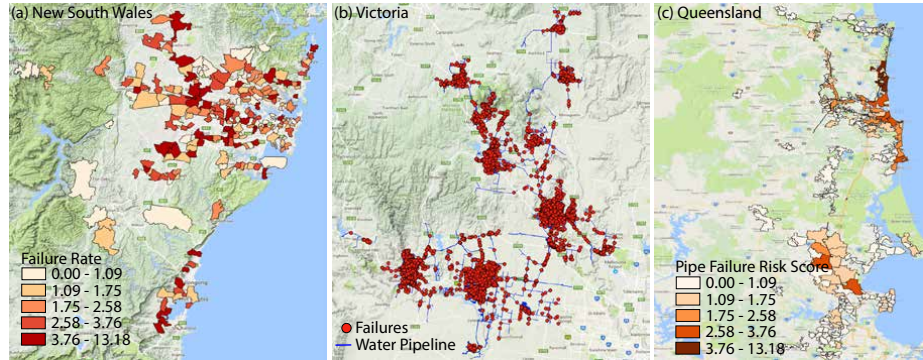 (a) New South Wales
Failure Rate
0.00 - 1.09
1.09 - 1.75
1.75 - 2.58
2.58 - 3.76
3.76 - 13.18
(b) Victoria
Failures
Water Pipeline
(c) Queensland
Pipe Failure Risk Score
0.00 - 1.09
1.09 - 1.75
1.75 - 2.58
2.58 - 3.76
3.76 - 13.18